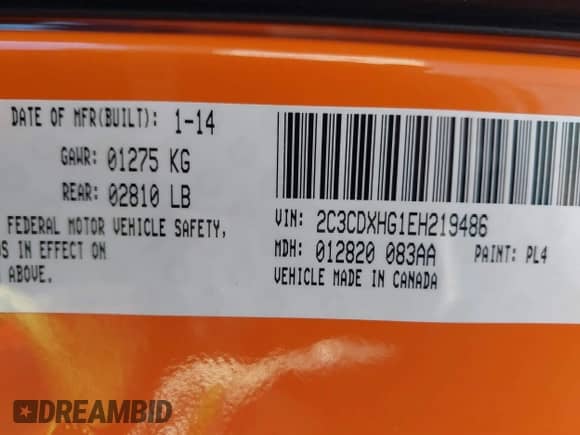 DATE OF MFR(BUILT): 1-14
GAWR: 01275 KG
REAR: 02810 LB
FEDERAL MOTOR VEHICLE SAFETY,
S IN EFFECT ON
ABOVE.
VIN: 2C3CDXHG1EH219486
MDH: 012820 083AA PAINT: PL4
VEHICLE MADE IN CANADA
DREAMBID